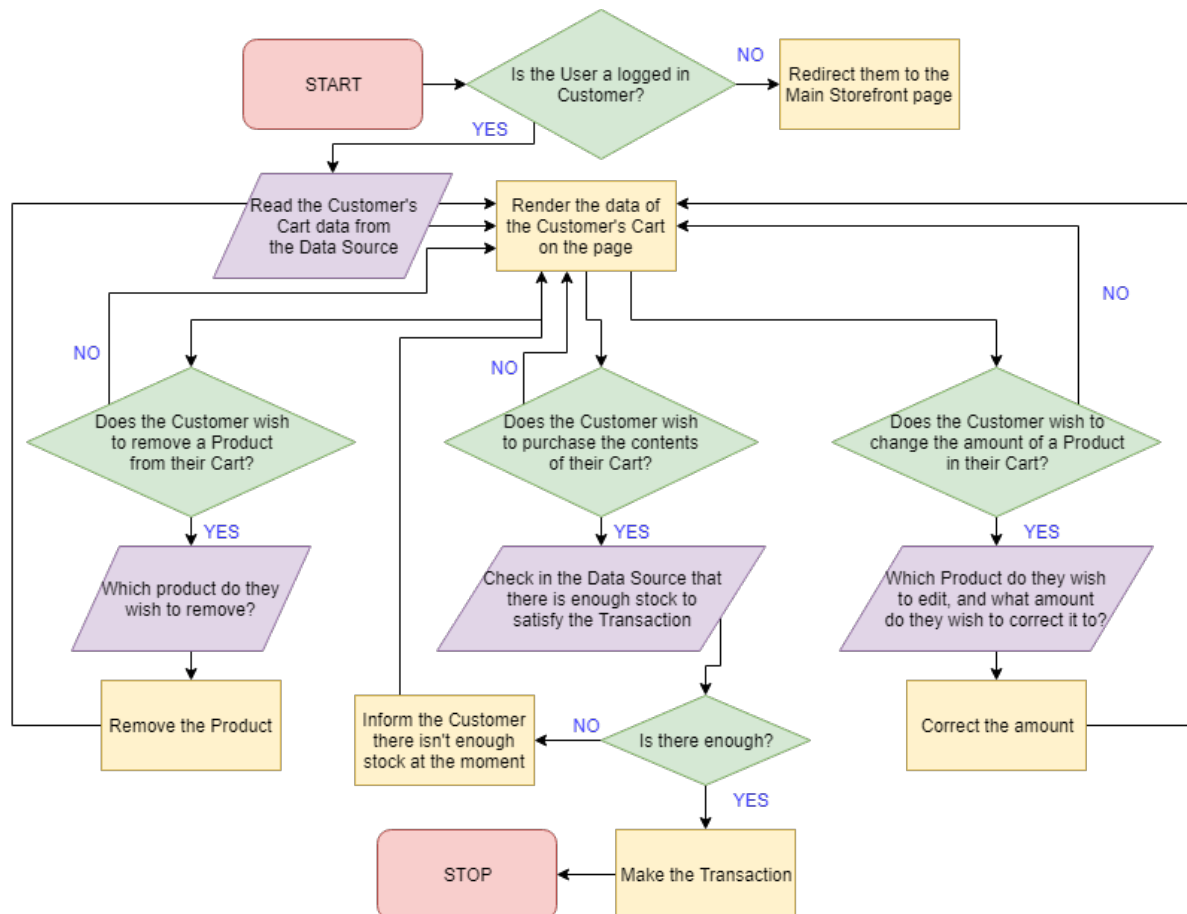 START
Is the User a logged in
Customer?
NO
Redirect them to the
Main Storefront page
YES
Read the Customer's
Cart data from
the Data Source
Render the data of
the Customer's Cart
on the page
NO
NO
NO
Does the Customer wish
to remove a Product
from their Cart?
Does the Customer wish
to purchase the contents
of their Cart?
Does the Customer wish to
change the amount of a Product
in their Cart?
YES
YES
YES
Which product do they
wish to remove?
Check in the Data Source that
there is enough stock to
satisfy the Transaction
Which Product do they wish
to edit, and what amount
do they wish to correct it to?
Remove the Product
Inform the Customer
there isn't enough
stock at the moment
NO
Is there enough?
Correct the amount
YES
STOP
Make the Transaction